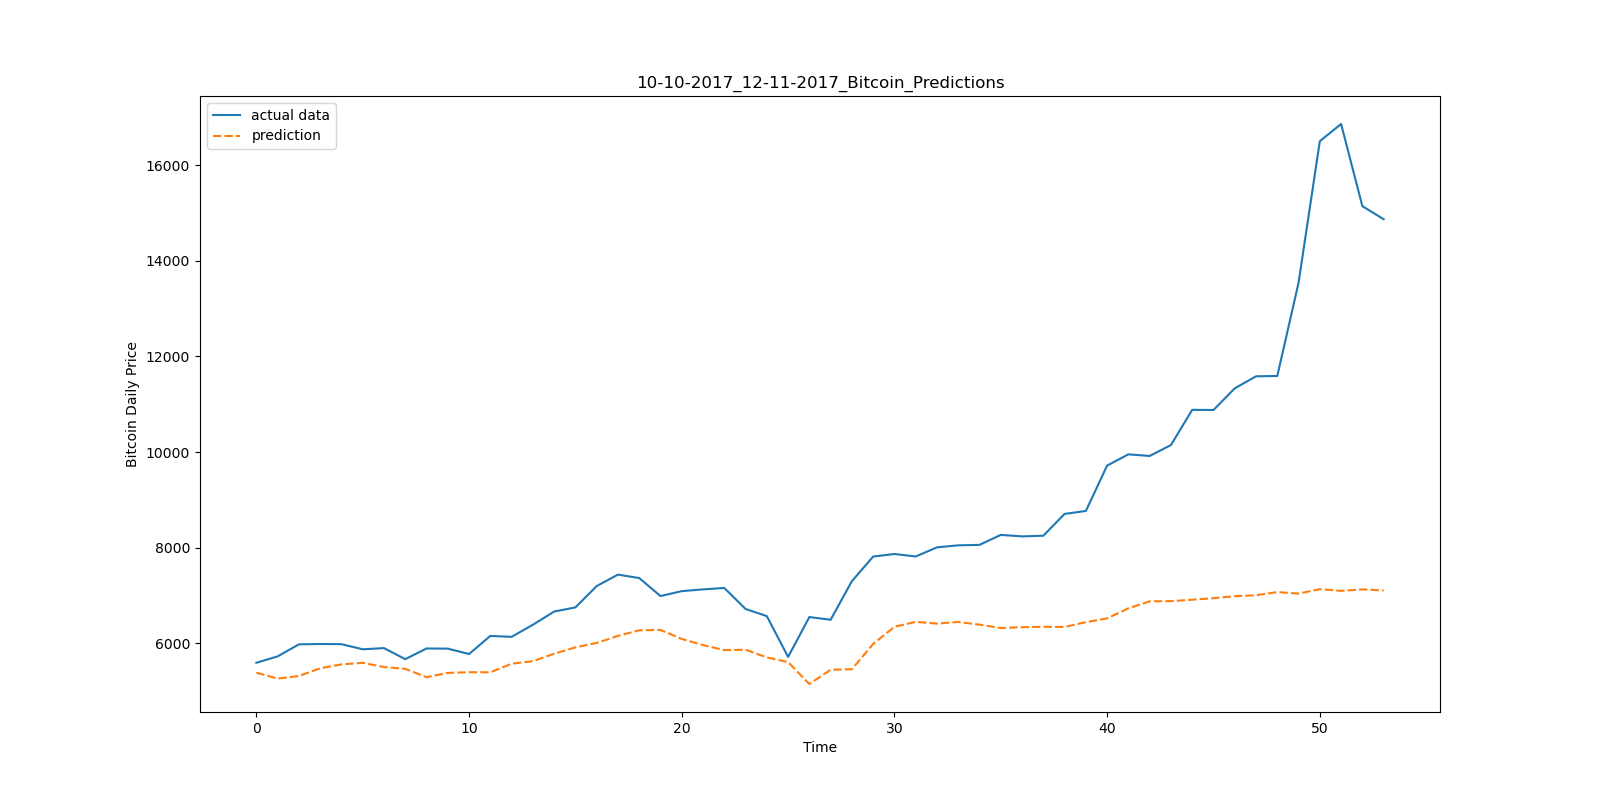 10-10-2017_12-11-2017_Bitcoin_Predictions
actual data
prediction
16000
14000
12000
10000
8000
6000
Bitcoin Daily Price
0 10 20 30 40 50
Time